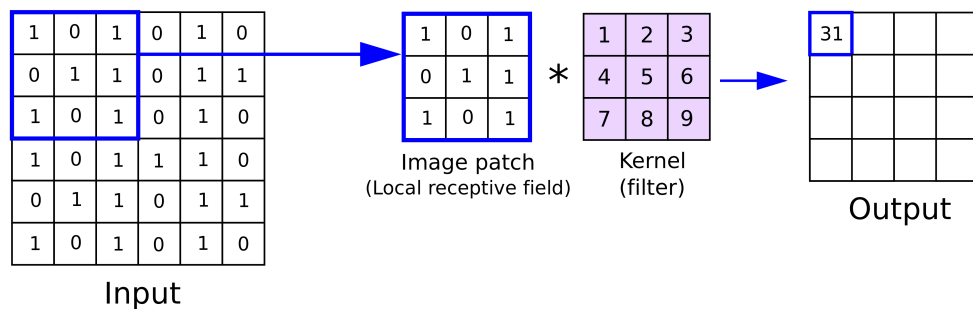 1 0 1 0 1 0
0 1 1 0 1 1
1 0 1 0 1 0
1 0 1 1 1 0
0 1 1 0 1 1
1 0 1 0 1 0
Input
1 0 1
0 1 1
1 0 1
Image patch
(Local receptive field)
*
1 2 3
4 5 6
7 8 9
Kernel
(filter)
31
Output